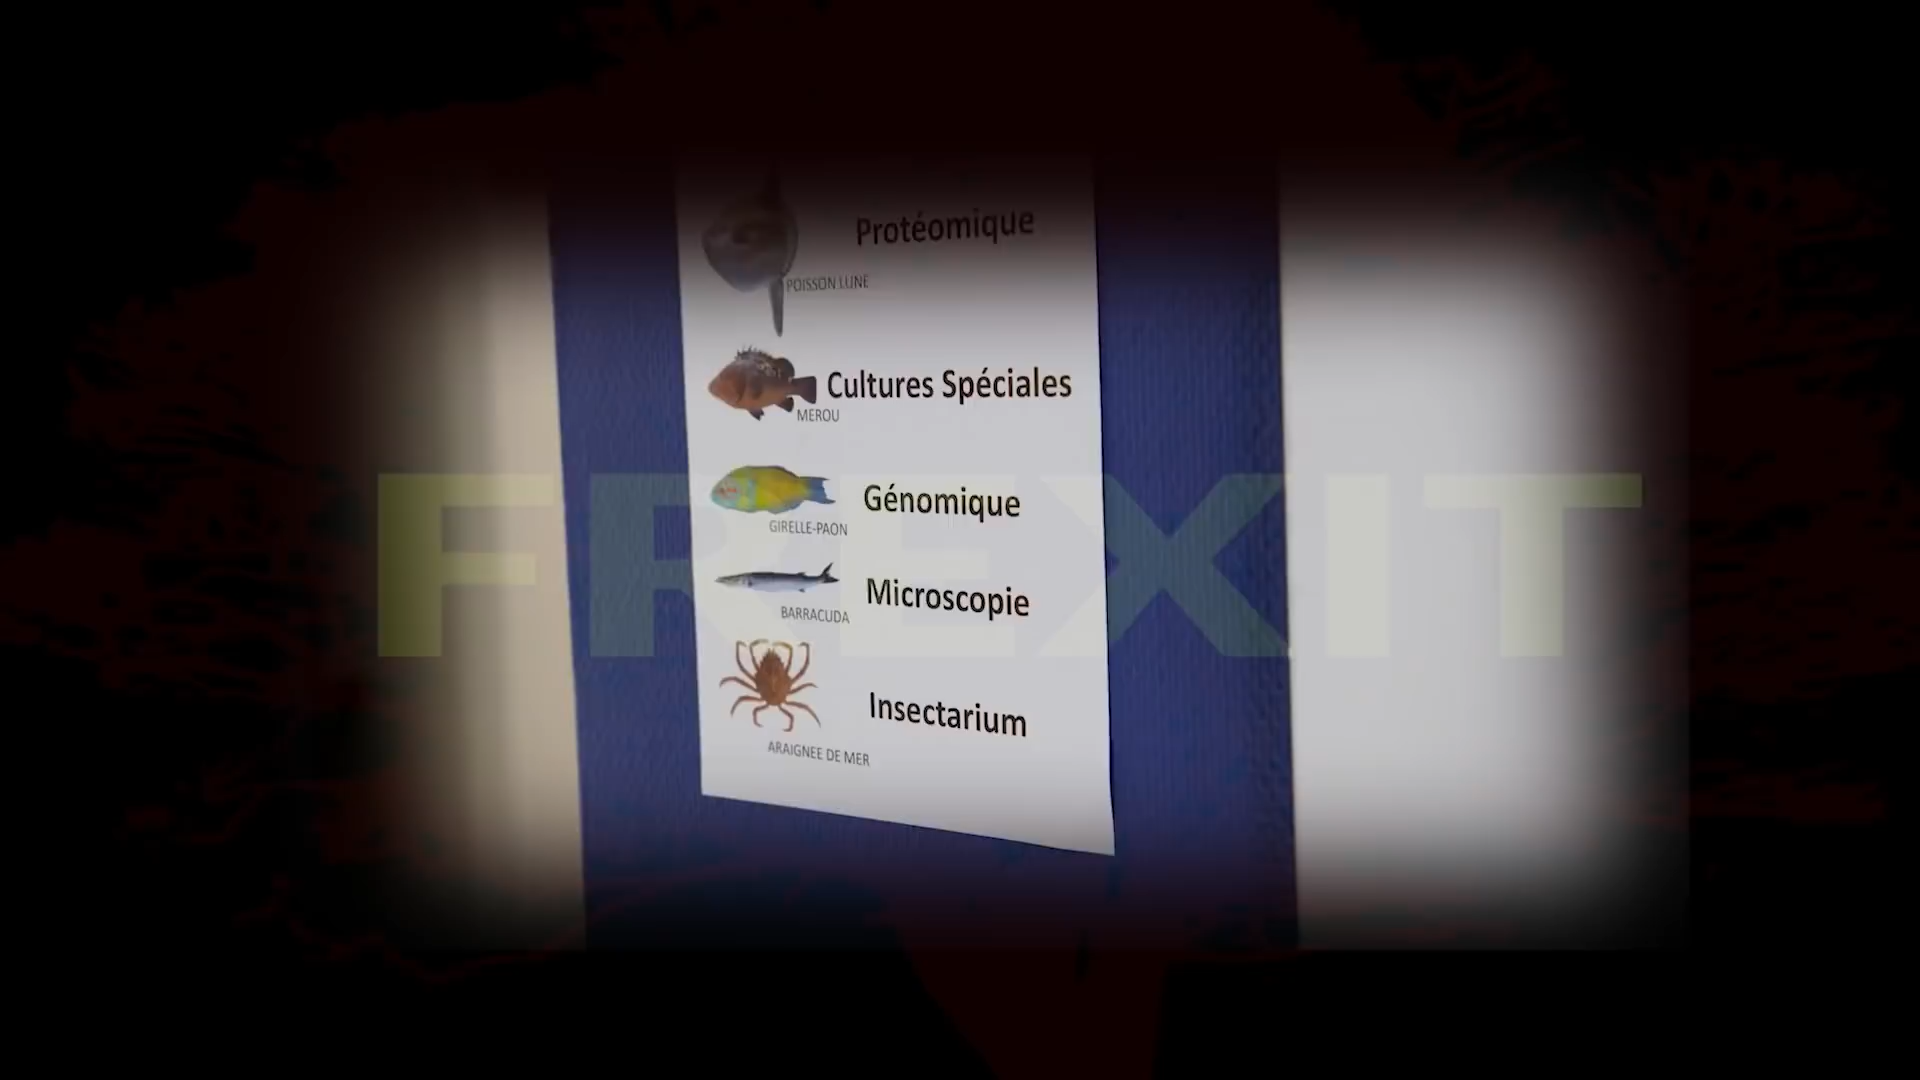 Protéomique
POISSON LUNE
Cultures Spéciales
MEROU
FREXIT
Génomique
GIRELLE-PAON
Microscopie
BARRACUDA
Insectarium
ARAIGNEE DE MER